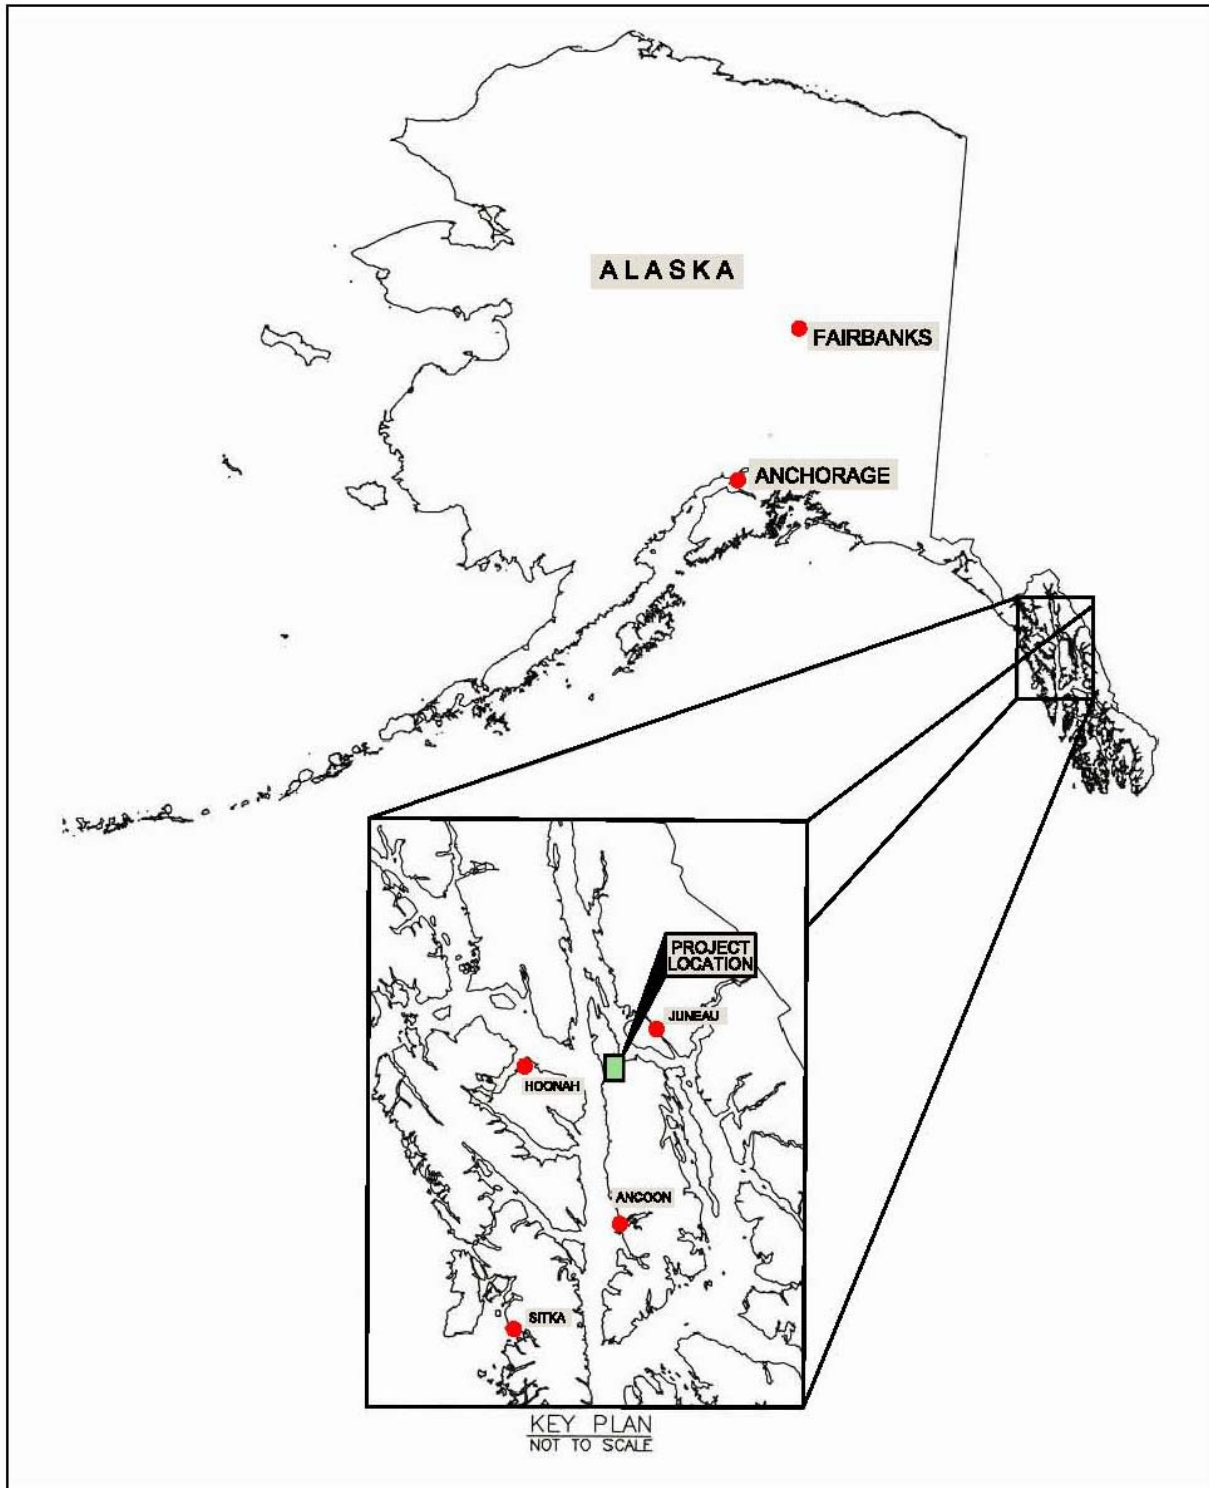 ALASKA
FAIRBANKS
ANCHORAGE
PROJECT
LOCATION
JUNEAU
HOONAH
ANGOON
SITKA
KEY PLAN
NOT TO SCALE